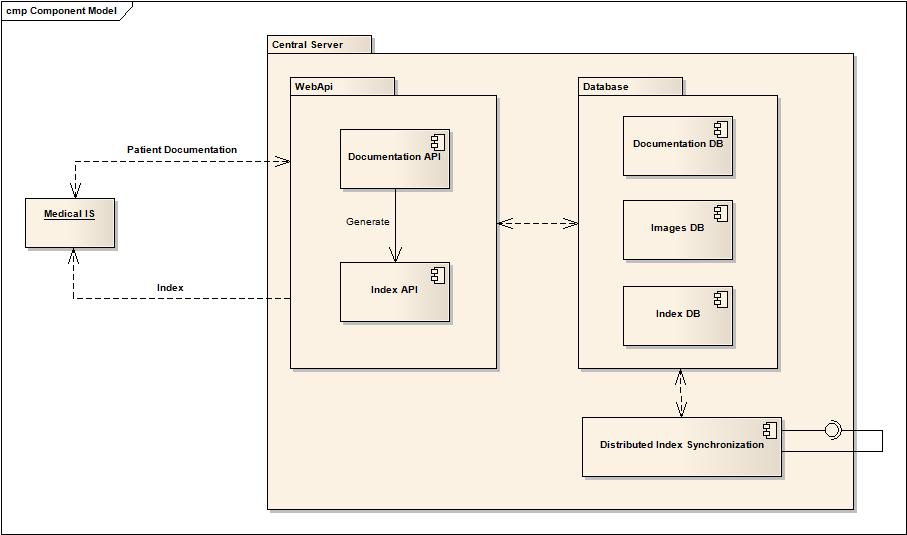 cmp Component Model
Central Server
WebApi
Database
Documentation API
Documentation DB
Patient Documentation
Medical IS
Generate
Images DB
Index
Index API
Index DB
Distributed Index Synchronization